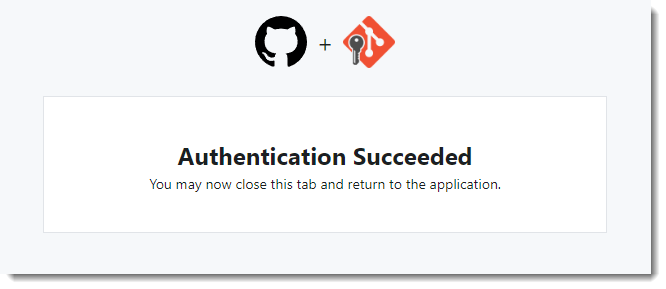 +
Authentication Succeeded
You may now close this tab and return to the application.